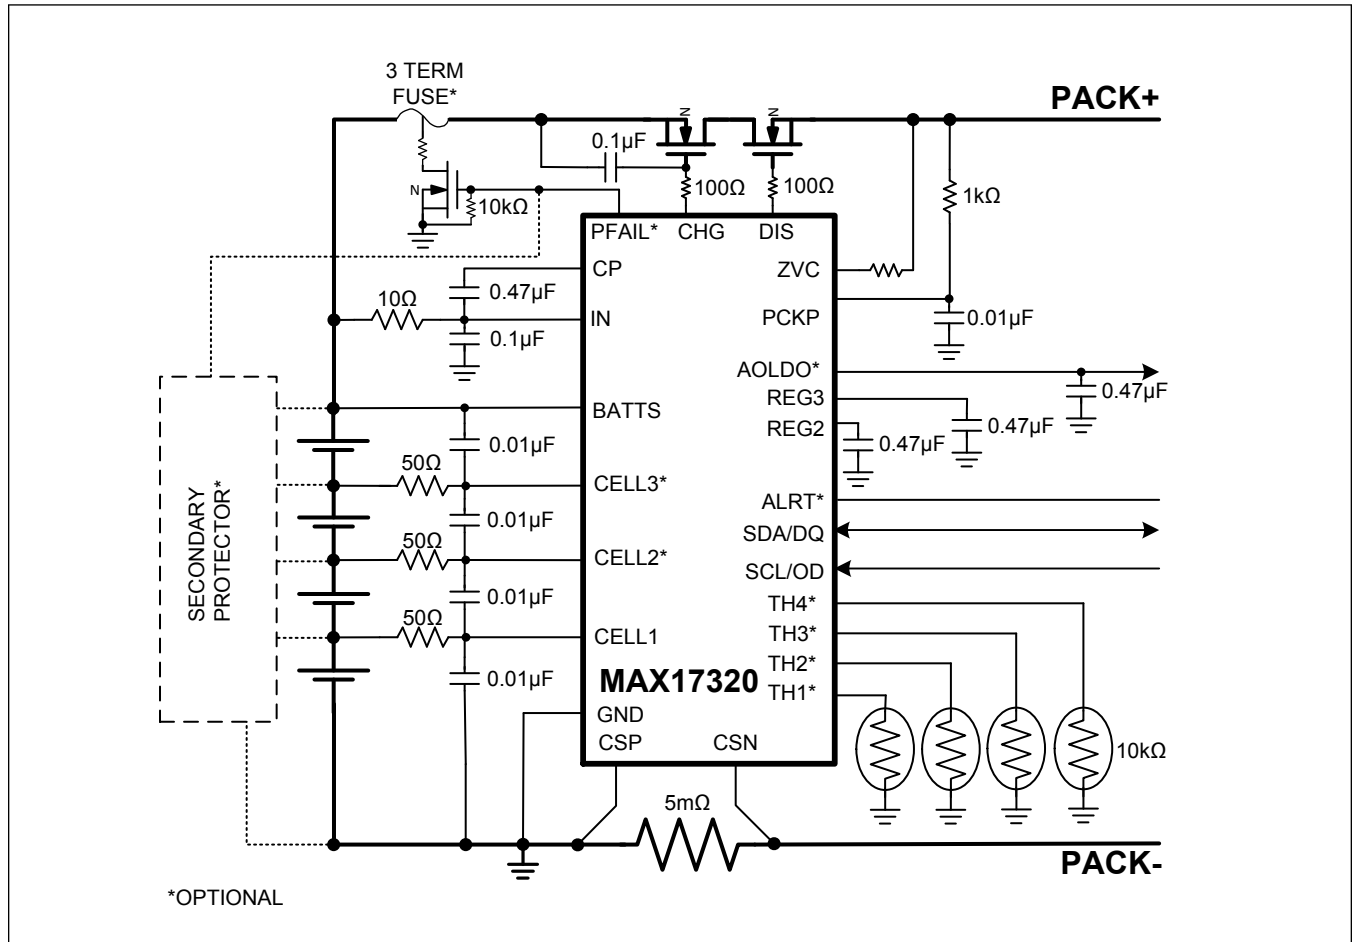 3 TERM
FUSE*
PACK+
0.1µF
N
N
100Ω
100Ω
N
10kΩ
1kΩ
PFAIL*
CHG
DIS
CP
ZVC
0.47µF
10Ω
IN
0.1µF
PCKP
0.01µF
AOLDO*
0.47µF
REG3
BATTS
REG2
0.47µF
0.47µF
0.01µF
50Ω
CELL3*
ALRT*
0.01µF
SDA/DQ
50Ω
CELL2*
SCL/OD
SECONDARY
PROTECTOR*
0.01µF
TH4*
50Ω
CELL1
TH3*
TH2*
0.01µF
MAX17320
TH1*
GND
CSP
CSN
10kΩ
5mΩ
PACK-
*OPTIONAL